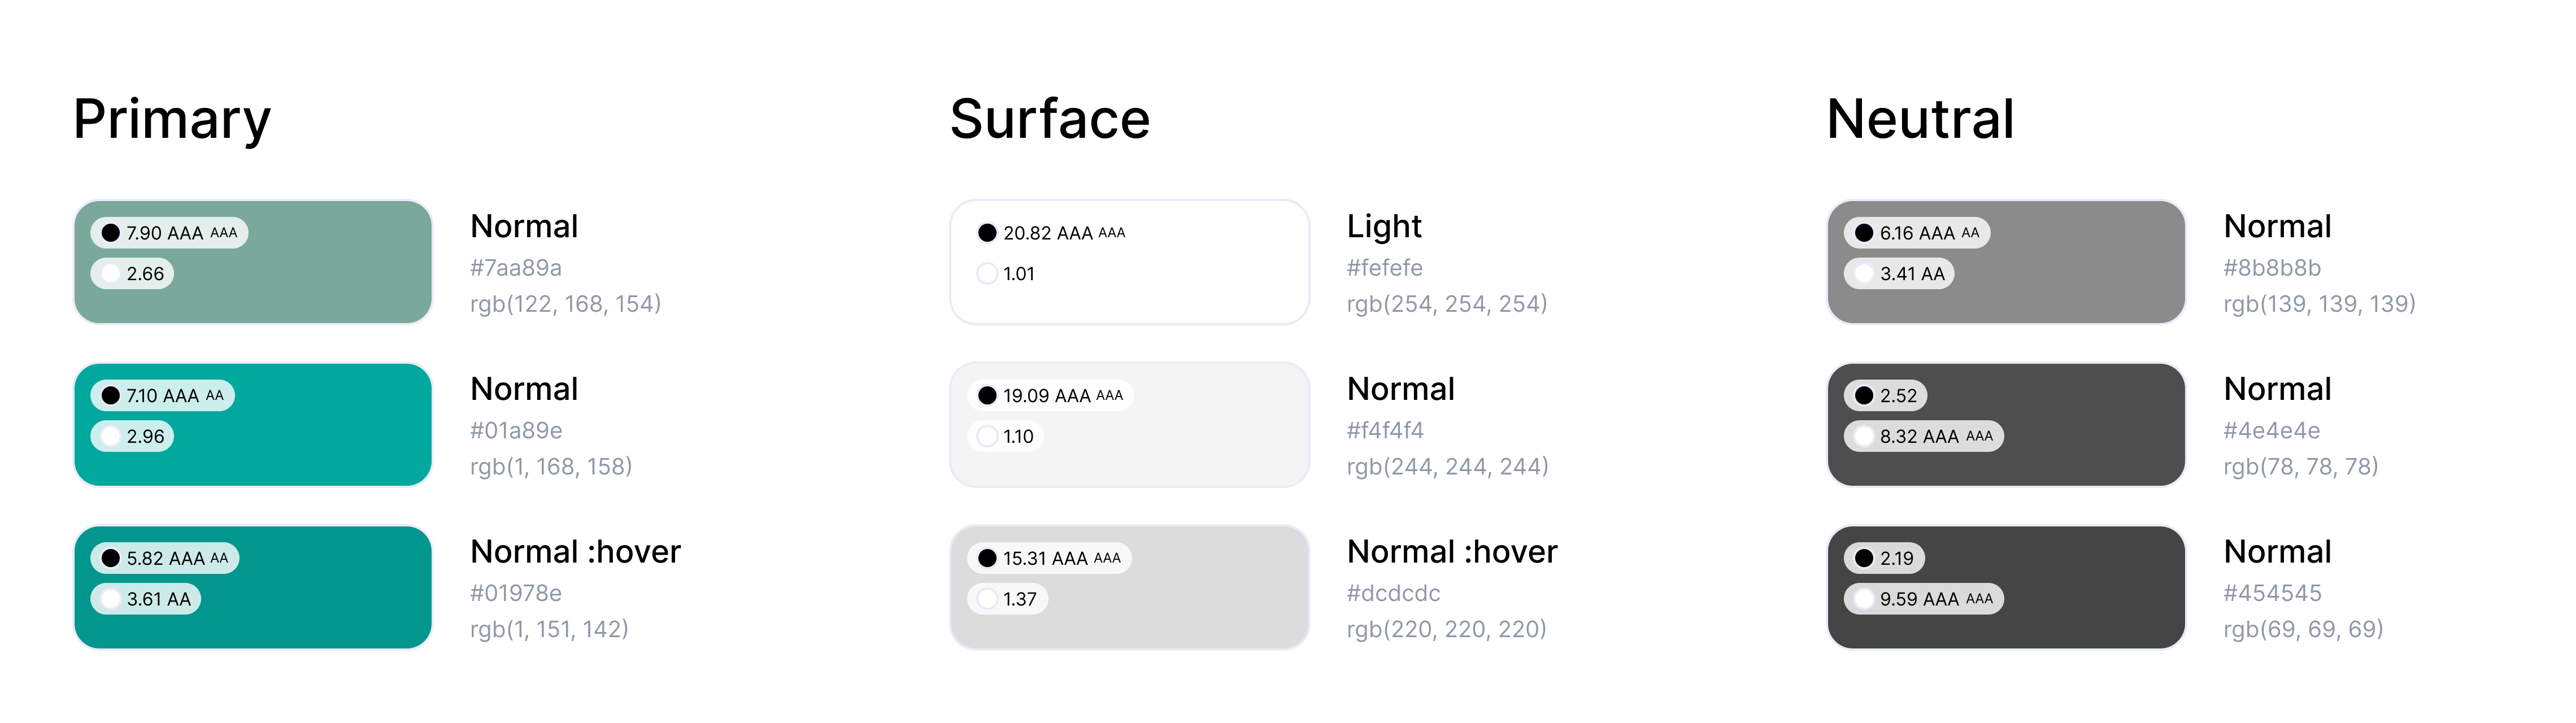 Primary
7.90 AAA AAA
2.66
Normal
#7aa89a
rgb(122, 168, 154)
7.10 AAA AA
2.96
Normal
#01a89e
rgb(1, 168, 158)
5.82 AAA AA
3.61 AA
Normal :hover
#01978e
rgb(1, 151, 142)
Surface
20.82 AAA AAA
1.01
Light
#fefefe
rgb(254, 254, 254)
19.09 AAA AAA
1.10
Normal
#f4f4f4
rgb(244, 244, 244)
15.31 AAA AAA
1.37
Normal :hover
#dcdcdc
rgb(220, 220, 220)
Neutral
6.16 AAA AA
3.41 AA
Normal
#8b8b8b
rgb(139, 139, 139)
2.52
8.32 AAA AAA
Normal
#4e4e4e
rgb(78, 78, 78)
2.19
9.59 AAA AAA
Normal
#454545
rgb(69, 69, 69)